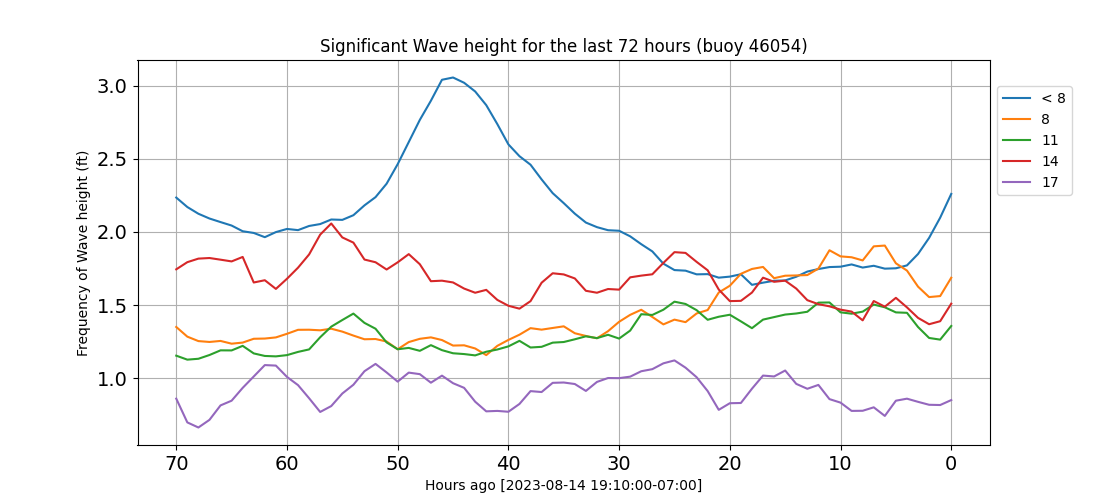 Significant Wave height for the last 72 hours (buoy 46054)
Frequency of Wave height (ft)
3.0
2.5
2.0
1.5
1.0
< 8
8
11
14
17
70 60 50 40 30 20 10 0
Hours ago [2023-08-14 19:10:00-07:00]